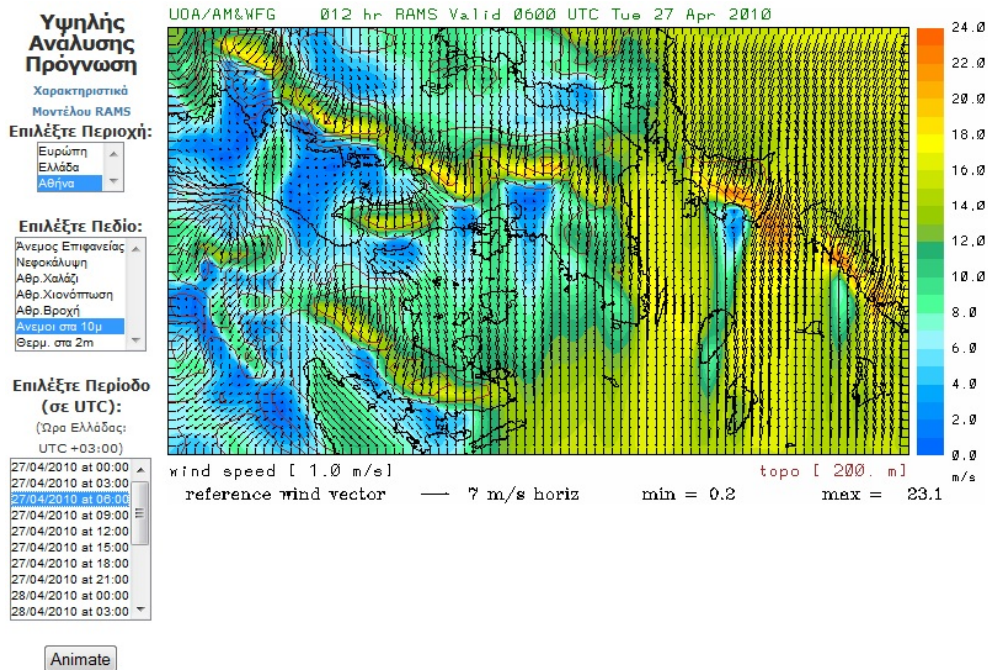 Υψηλής
Ανάλυσης
Πρόγνωση
Χαρακτηριστικά
Μοντέλου RAMS
Επιλέξτε Περιοχή:
Ευρώπη
Ελλάδα
Αθήνα
Επιλέξτε Πεδίο:
Άνεμος Επιφανείας
Νεφοκάλυψη
Αθρ.Χαλάζι
Αθρ.Χιονόπτωση
Αθρ.Βροχή
Άνεμοι στα 10μ
Θερμ. στα 2m
Επιλέξτε Περίοδο
(σε UTC):
(Ώρα Ελλάδας:
UTC +03:00)
27/04/2010 at 00:00
27/04/2010 at 03:00
27/04/2010 at 06:00
27/04/2010 at 09:00
27/04/2010 at 12:00
27/04/2010 at 15:00
27/04/2010 at 18:00
27/04/2010 at 21:00
28/04/2010 at 00:00
28/04/2010 at 03:00
Animate
UOA/AM&WFG 012 hr RAMS Valid 0600 UTC Tue 27 Apr 2010
24.0
22.0
20.0
18.0
16.0
14.0
12.0
10.0
8.0
6.0
4.0
2.0
0.0
m/s
wind speed [ 1.0 m/s] topo [ 200. m]
reference wind vector 7 m/s horiz min = 0.2 max = 23.1